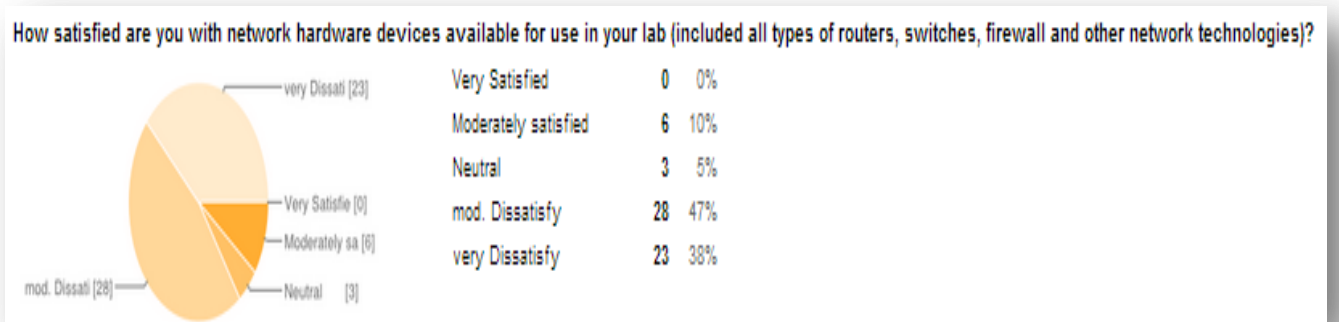 How satisfied are you with network hardware devices available for use in your lab (included all types of routers, switches, firewall and other network technologies)?
very Dissati [23]
Very Satisfie [0]
Moderately sa [6]
Neutral [3]
mod. Dissati [28]
Very Satisfied 0 0%
Moderately satisfied 6 10%
Neutral 3 5%
mod. Dissatisfy 28 47%
very Dissatisfy 23 38%